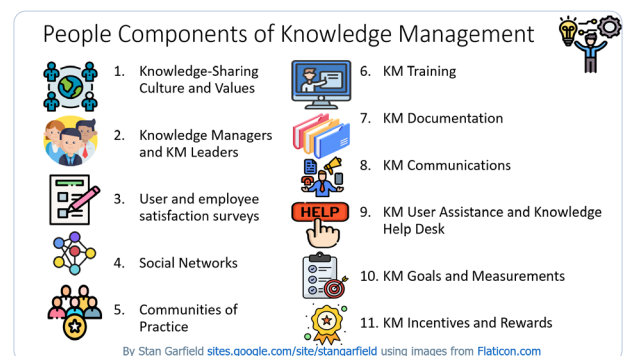 People Components of Knowledge Management
1. Knowledge-Sharing
Culture and Values
2. Knowledge Managers
and KM Leaders
3. User and employee
satisfaction surveys
4. Social Networks
5. Communities of
Practice
6. KM Training
7. KM Documentation
8. KM Communications
HELP
9. KM User Assistance and Knowledge
Help Desk
10. KM Goals and Measurements
11. KM Incentives and Rewards
By Stan Garfield sites.google.com/site/stangarfield using images from Flaticon.com